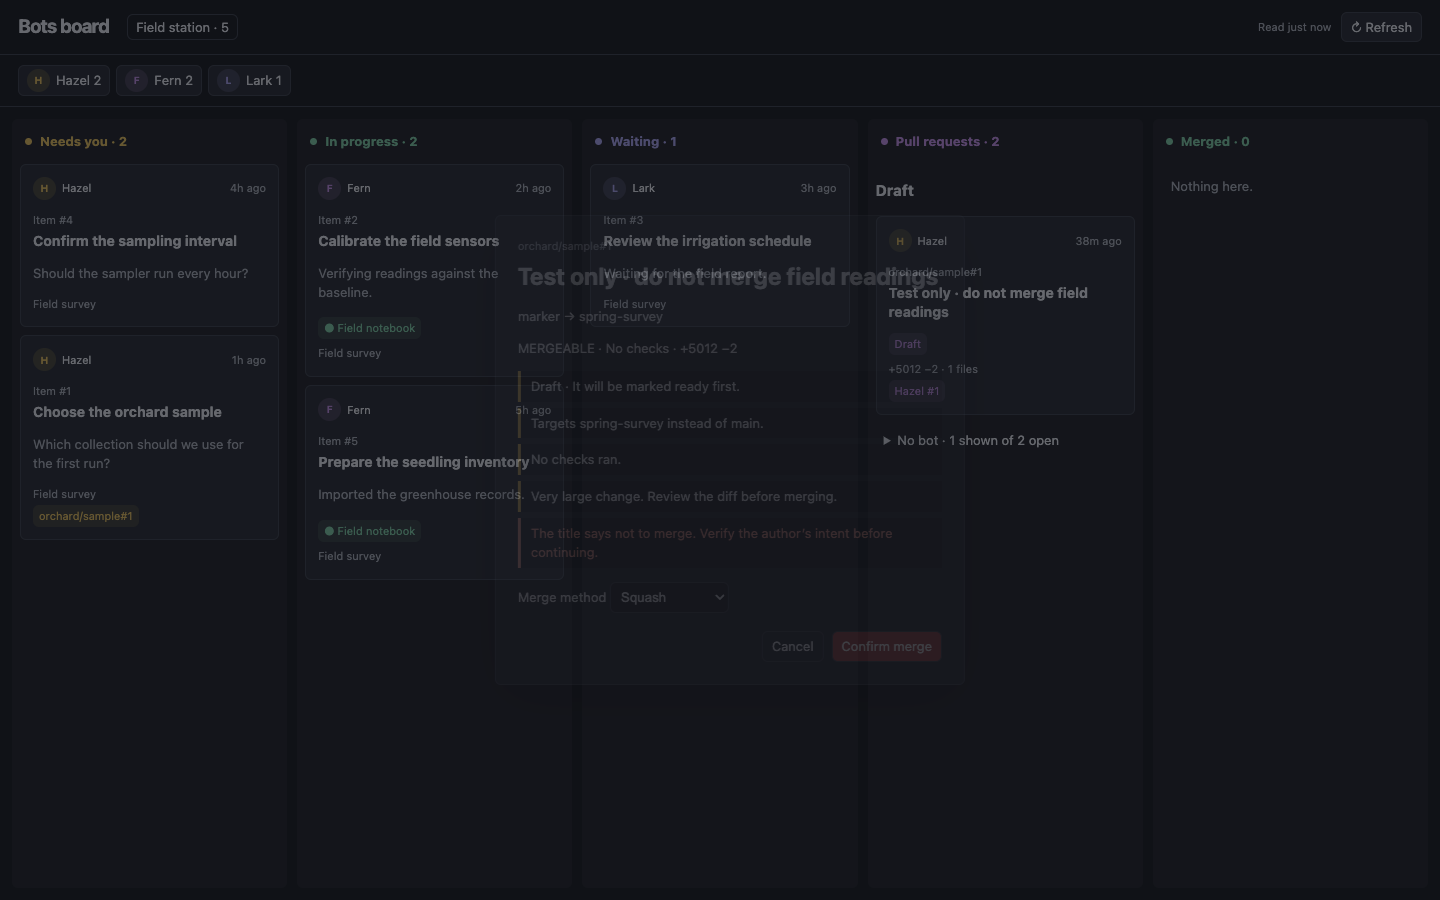 Bots board
Field station · 5
Read just now
↻ Refresh
H Hazel 2
F Fern 2
L Lark 1
Needs you · 2
H Hazel 4h ago
Item #4
Confirm the sampling interval
Should the sampler run every hour?
Field survey
H Hazel 1h ago
Item #1
Choose the orchard sample
Which collection should we use for
the first run?
Field survey
orchard/sample#1
In progress · 2
F Fern 2h ago
Item #2
Calibrate the field sensors
Verifying readings against the
baseline.
Field notebook
Field survey
F Fern 5h ago
Item #5
Prepare the seedling inventory
Imported the greenhouse records.
Field notebook
Field survey
Waiting · 1
L Lark 3h ago
Item #3
Review the irrigation schedule
Waiting for the field report.
Field survey
Pull requests · 2
Draft
H Hazel 38m ago
orchard/sample#1
Test only · do not merge field
readings
Draft
+5012 −2 · 1 files
Hazel #1
▶ No bot · 1 shown of 2 open
Merged · 0
Nothing here.
orchard/sample#1
Test only · do not merge field readings
marker → spring-survey
MERGEABLE · No checks · +5012 −2
Draft · It will be marked ready first.
Targets spring-survey instead of main.
No checks ran.
Very large change. Review the diff before merging.
The title says not to merge. Verify the author's intent before
continuing.
Merge method Squash
Cancel
Confirm merge